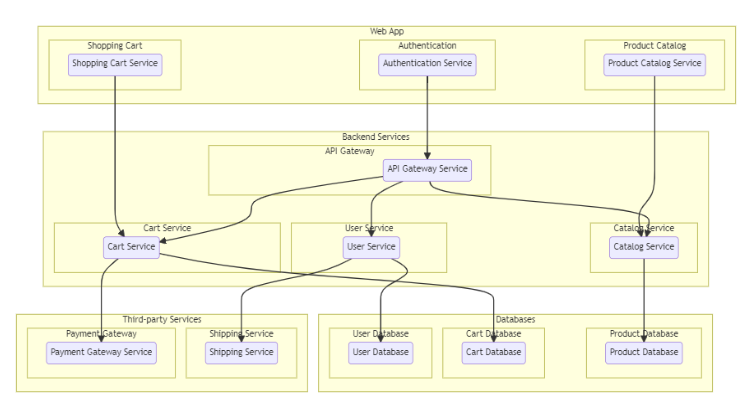 Web App
Shopping Cart
Authentication
Product Catalog
Shopping Cart Service
Authentication Service
Product Catalog Service
Backend Services
API Gateway
API Gateway Service
Cart Service
User Service
Catalog Service
Cart Service
User Service
Catalog Service
Third-party Services
Databases
Payment Gateway
Shipping Service
User Database
Cart Database
Product Database
Payment Gateway Service
Shipping Service
User Database
Cart Database
Product Database